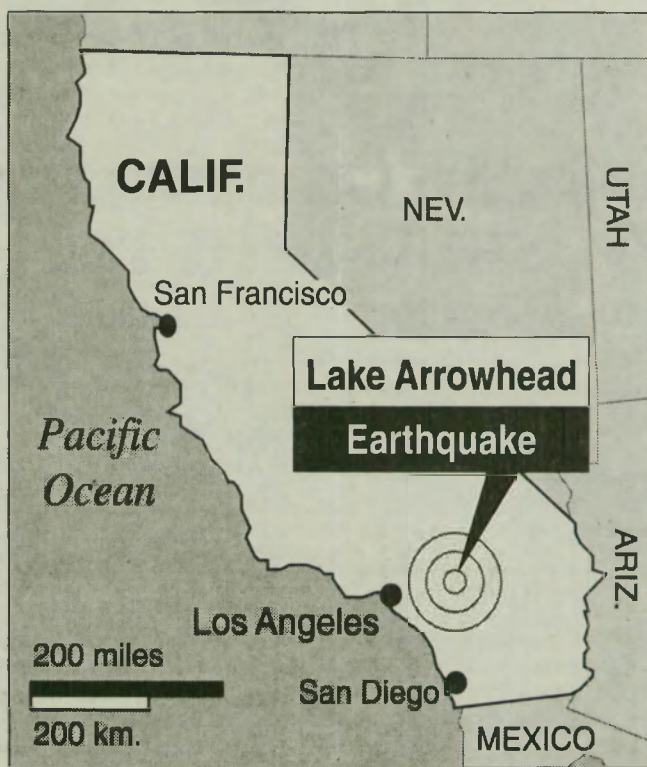 CALIF.
NEV.
UTAH
San Francisco
Lake Arrowhead
Earthquake
Pacific
Ocean
ARIZ.
Los Angeles
200 miles
San Diego
200 km.
MEXICO